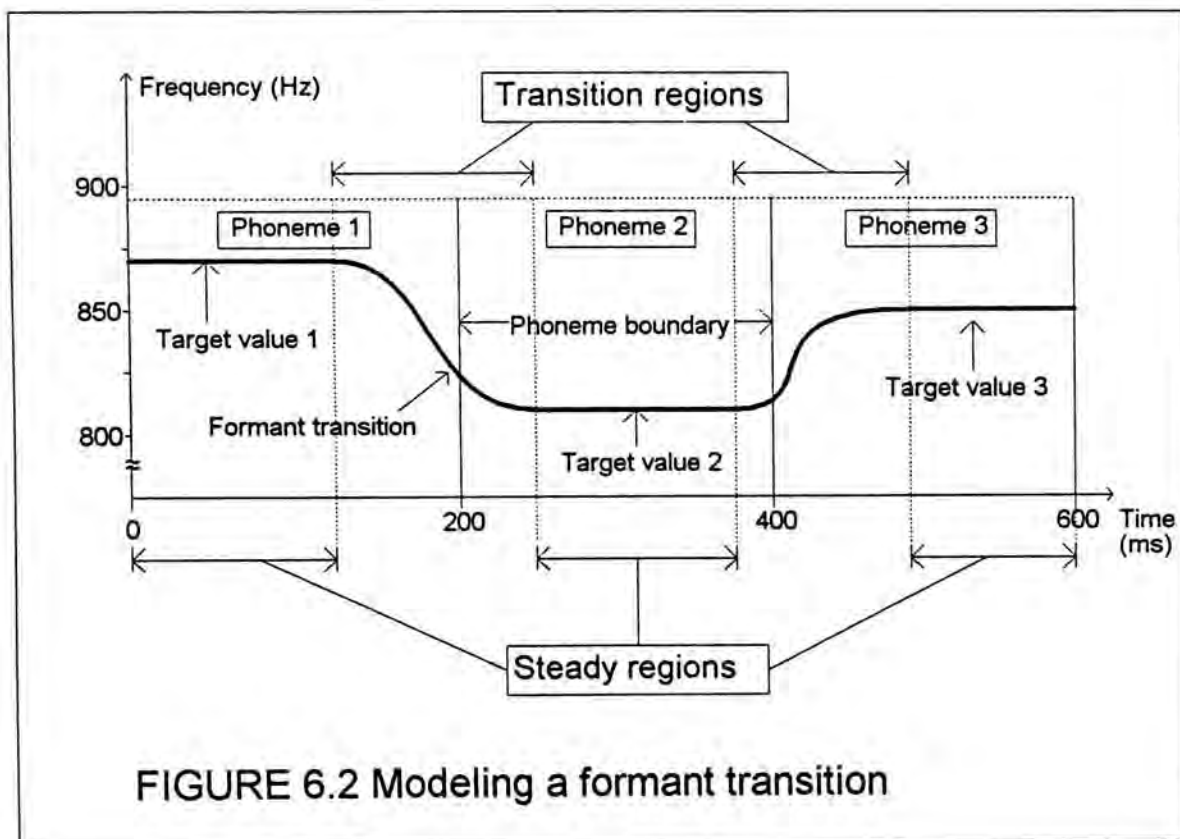 Frequency (Hz)
Transition regions
900
Phoneme 1
Phoneme 2
Phoneme 3
850
Target value 1
Phoneme boundary
Target value 3
Formant transition
800
Target value 2
0
200
400
600
Time
(ms)
Steady regions
FIGURE 6.2 Modeling a formant transition